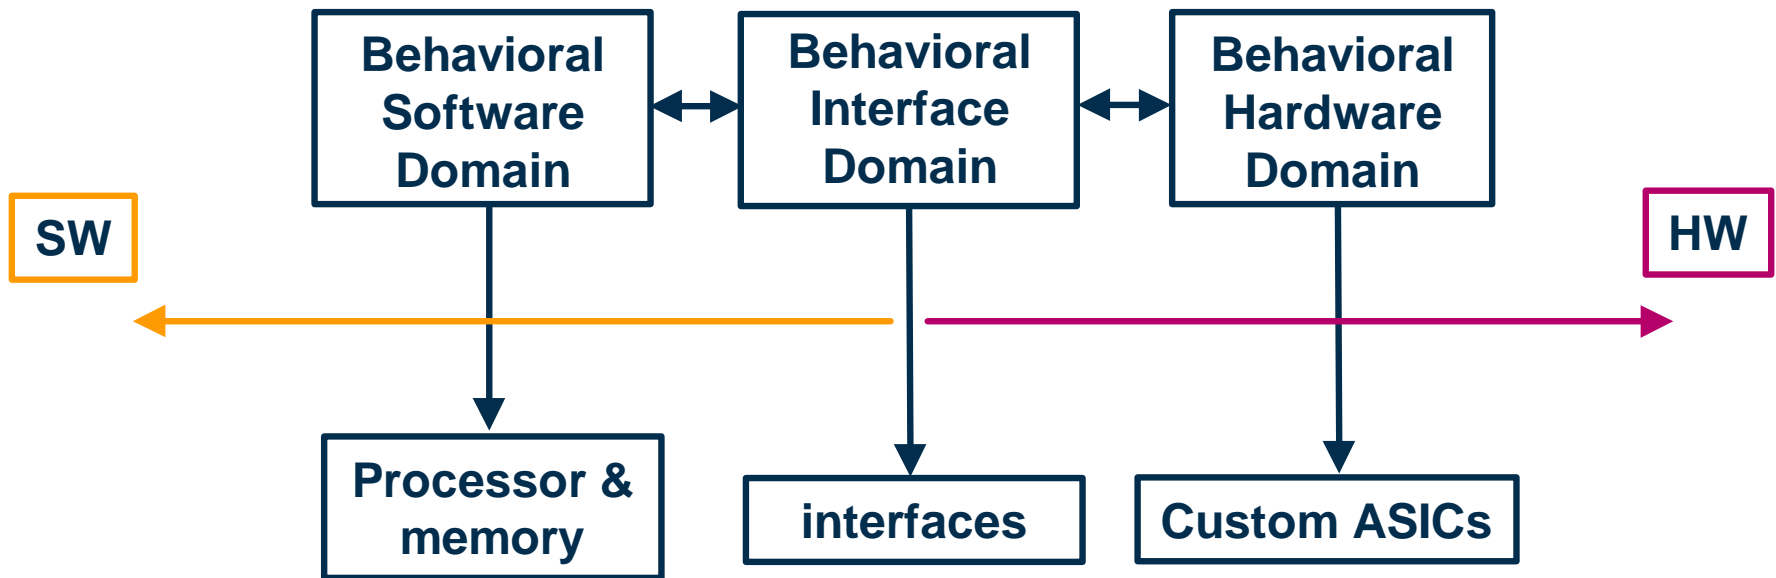 Behavioral
Software
Domain
Behavioral
Interface
Domain
Behavioral
Hardware
Domain
SW
HW
Processor &
memory
interfaces
Custom ASICs